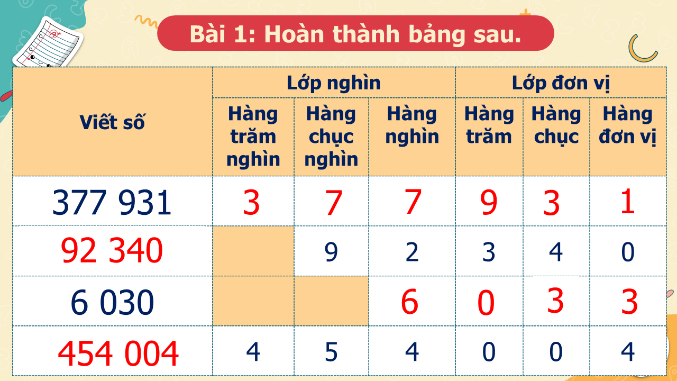 Bài 1: Hoàn thành bảng sau.
Viết số
Lớp nghìn
Lớp đơn vị
Hàng trăm nghìn
Hàng chục nghìn
Hàng nghìn
Hàng trăm
Hàng chục
Hàng đơn vị
377 931 3 7 7 9 3 1
92 340 9 2 3 4 0
6 030 6 0 3 3
454 004 4 5 4 0 0 4